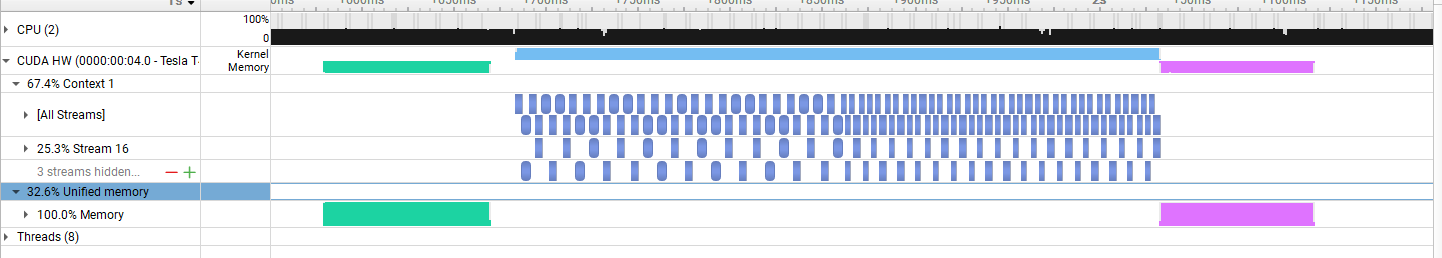 1s
+600ms +650ms +700ms +750ms +800ms +850ms +900ms +950ms 2s +50ms +100ms +150ms
CPU (2) 100%
0
CUDA HW (0000:00:04.0 - Tesla T Kernel
Memory
67.4% Context 1
[All Streams]
25.3% Stream 16
3 streams hidden...
32.6% Unified memory
100.0% Memory
Threads (8)